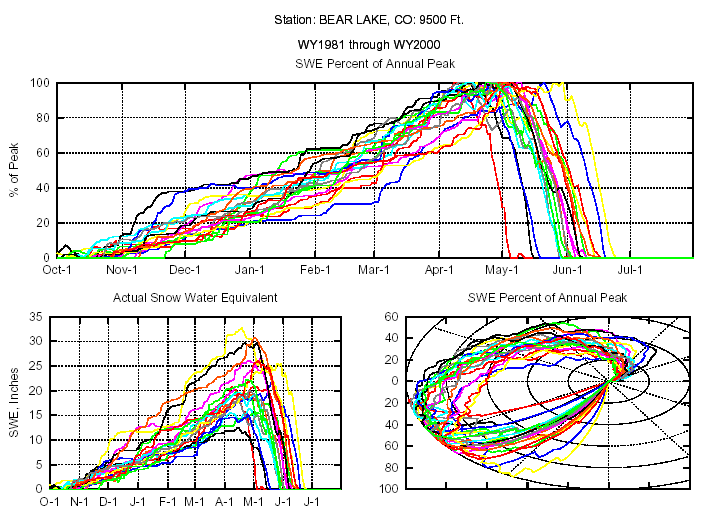 Station: BEAR LAKE, CO: 9500 Ft.
WY1981 through WY2000
SWE Percent of Annual Peak
% of Peak
100
80
60
40
20
0
Oct-1 Nov-1 Dec-1 Jan-1 Feb-1 Mar-1 Apr-1 May-1 Jun-1 Jul-1
Actual Snow Water Equivalent
SWE, Inches
35
30
25
20
15
10
5
0
O-1 N-1 D-1 J-1 F-1 M-1 A-1 M-1 J-1 J-1
SWE Percent of Annual Peak
60
40
20
0
20
40
60
80
100